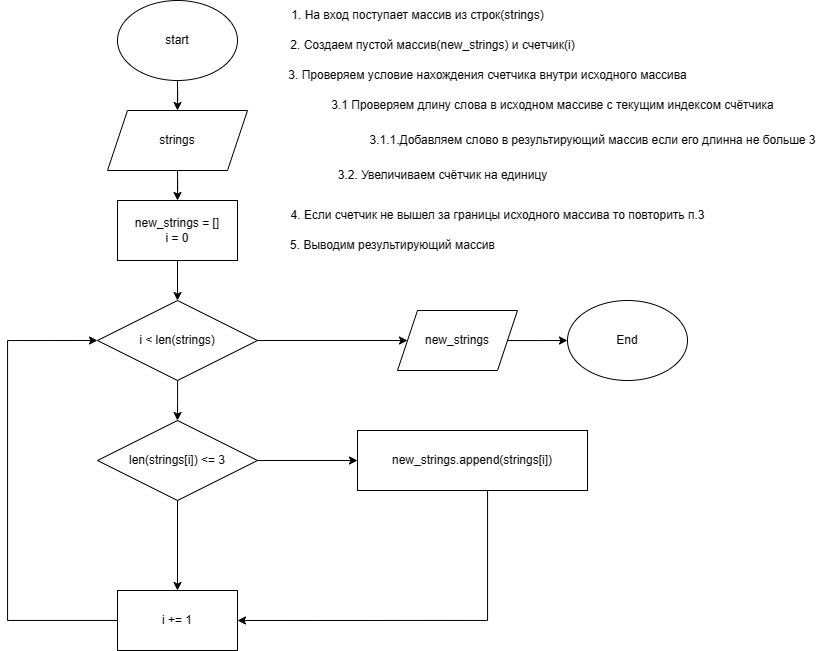 start
1. На вход поступает массив из строк(strings)
2. Создаем пустой массив(new_strings) и счетчик(i)
3. Проверяем условие нахождения счетчика внутри исходного массива
3.1 Проверяем длину слова в исходном массиве с текущим индексом счётчика
3.1.1.Добавляем слово в результирующий массив если его длинна не больше 3
3.2. Увеличиваем счётчик на единицу
4. Если счетчик не вышел за границы исходного массива то повторить п.3
5. Выводим результирующий массив
strings
new_strings = []
i = 0
i < len(strings)
new_strings
End
len(strings[i]) <= 3
new_strings.append(strings[i])
i += 1